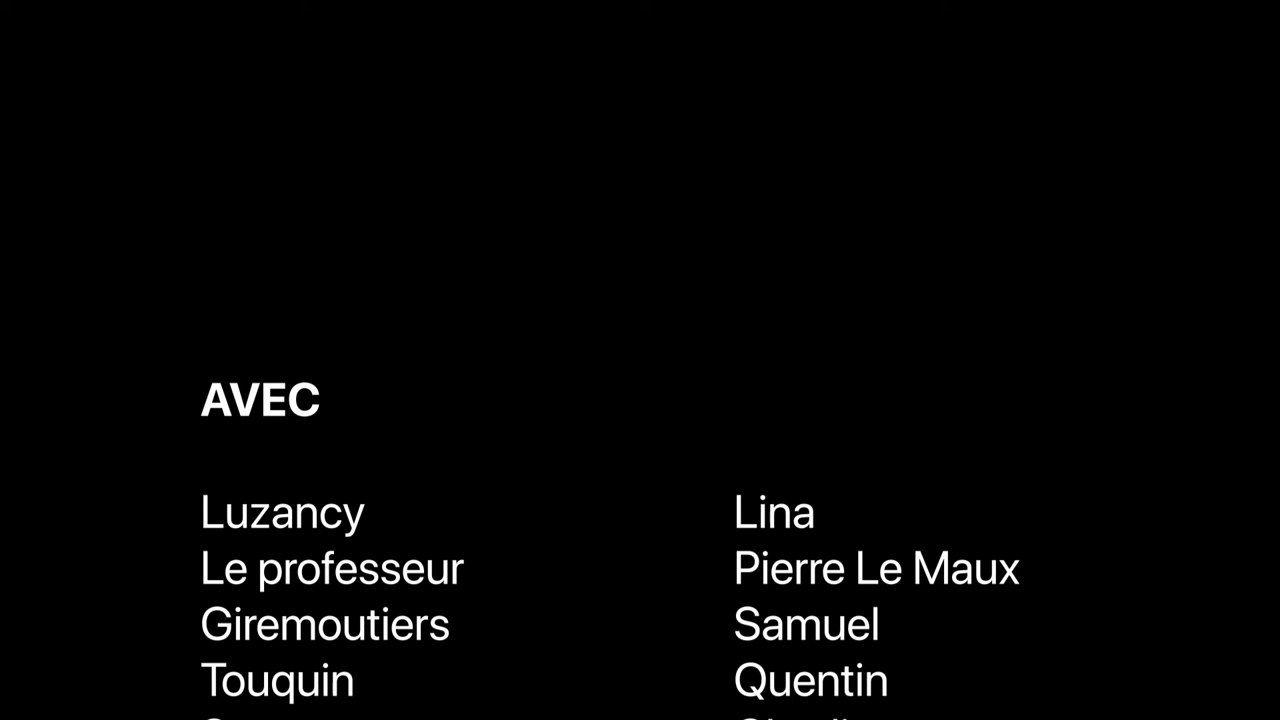 AVEC
Luzancy Lina
Le professeur Pierre Le Maux
Giremoutiers Samuel
Touquin Quentin